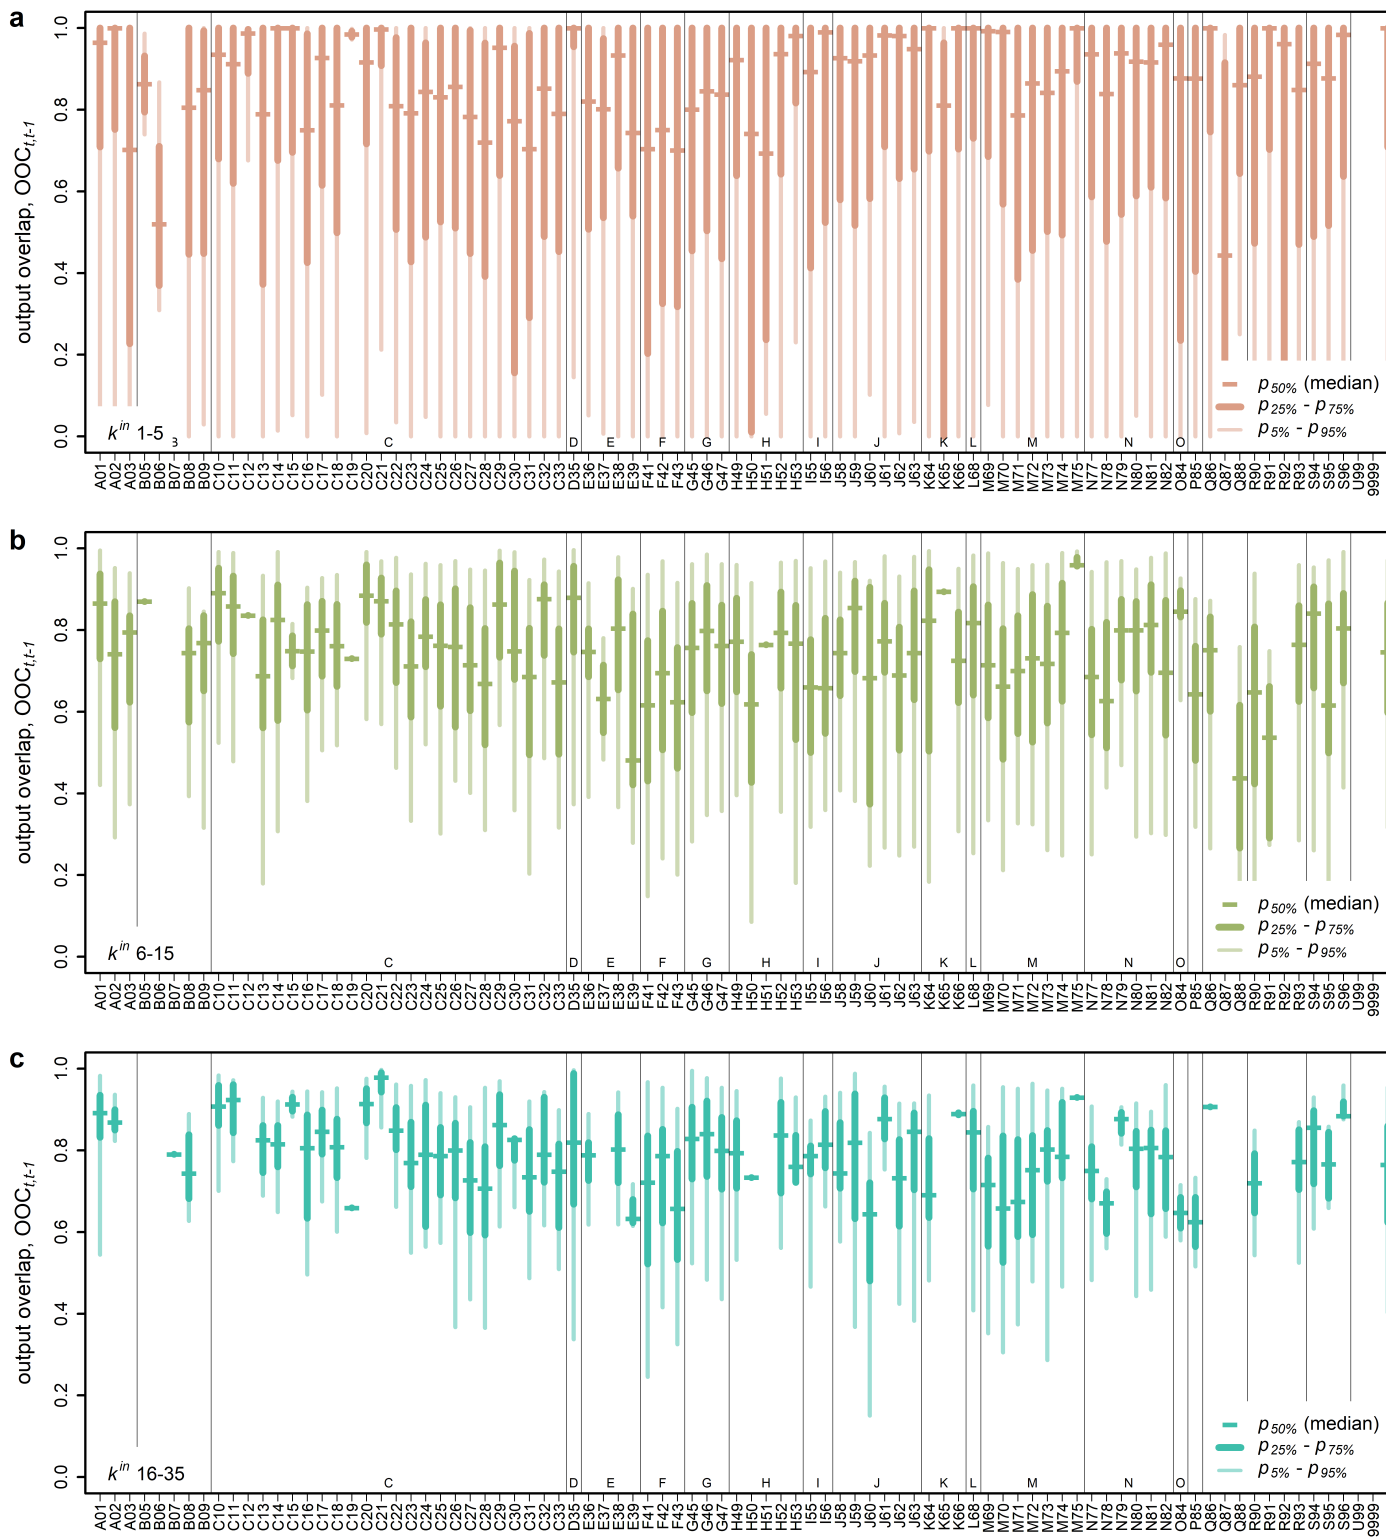 a
output overlap, OOCt,t-1
1.0
0.8
0.6
0.4
0.2
0.0
k in 1-5
B C D E F G H I J K L M N O
p50% (median)
p25% - p75%
p5% - p95%
A01 A02 A03 B05 B06 B07 B08 B09 C10 C11 C12 C13 C14 C15 C16 C17 C18 C19 C20 C21 C22 C23 C24 C25 C26 C27 C28 C29 C30 C31 C32 C33 D35 E36 E37 E38 E39 F41 F42 F43 G45 G46 G47 H49 H50 H51 H52 H53 I55 I56 J58 J59 J60 J61 J62 J63 K64 K65 K66 L68 M69 M70 M71 M72 M73 M74 M75 N77 N78 N79 N80 N81 N82 O84 P85 Q86 Q87 Q88 R90 R91 R92 R93 S94 S95 S96 U99 9999
b
output overlap, OOCt,t-1
1.0
0.8
0.6
0.4
0.2
0.0
k in 6-15
C D E F G H I J K L M N O
p50% (median)
p25% - p75%
p5% - p95%
A01 A02 A03 B05 B06 B07 B08 B09 C10 C11 C12 C13 C14 C15 C16 C17 C18 C19 C20 C21 C22 C23 C24 C25 C26 C27 C28 C29 C30 C31 C32 C33 D35 E36 E37 E38 E39 F41 F42 F43 G45 G46 G47 H49 H50 H51 H52 H53 I55 I56 J58 J59 J60 J61 J62 J63 K64 K65 K66 L68 M69 M70 M71 M72 M73 M74 M75 N77 N78 N79 N80 N81 N82 O84 P85 Q86 Q87 Q88 R90 R91 R92 R93 S94 S95 S96 U99 9999
c
output overlap, OOCt,t-1
1.0
0.8
0.6
0.4
0.2
0.0
k in 16-35
C D E F G H I J K L M N O
p50% (median)
p25% - p75%
p5% - p95%
A01 A02 A03 B05 B06 B07 B08 B09 C10 C11 C12 C13 C14 C15 C16 C17 C18 C19 C20 C21 C22 C23 C24 C25 C26 C27 C28 C29 C30 C31 C32 C33 D35 E36 E37 E38 E39 F41 F42 F43 G45 G46 G47 H49 H50 H51 H52 H53 I55 I56 J58 J59 J60 J61 J62 J63 K64 K65 K66 L68 M69 M70 M71 M72 M73 M74 M75 N77 N78 N79 N80 N81 N82 O84 P85 Q86 Q87 Q88 R90 R91 R92 R93 S94 S95 S96 U99 9999